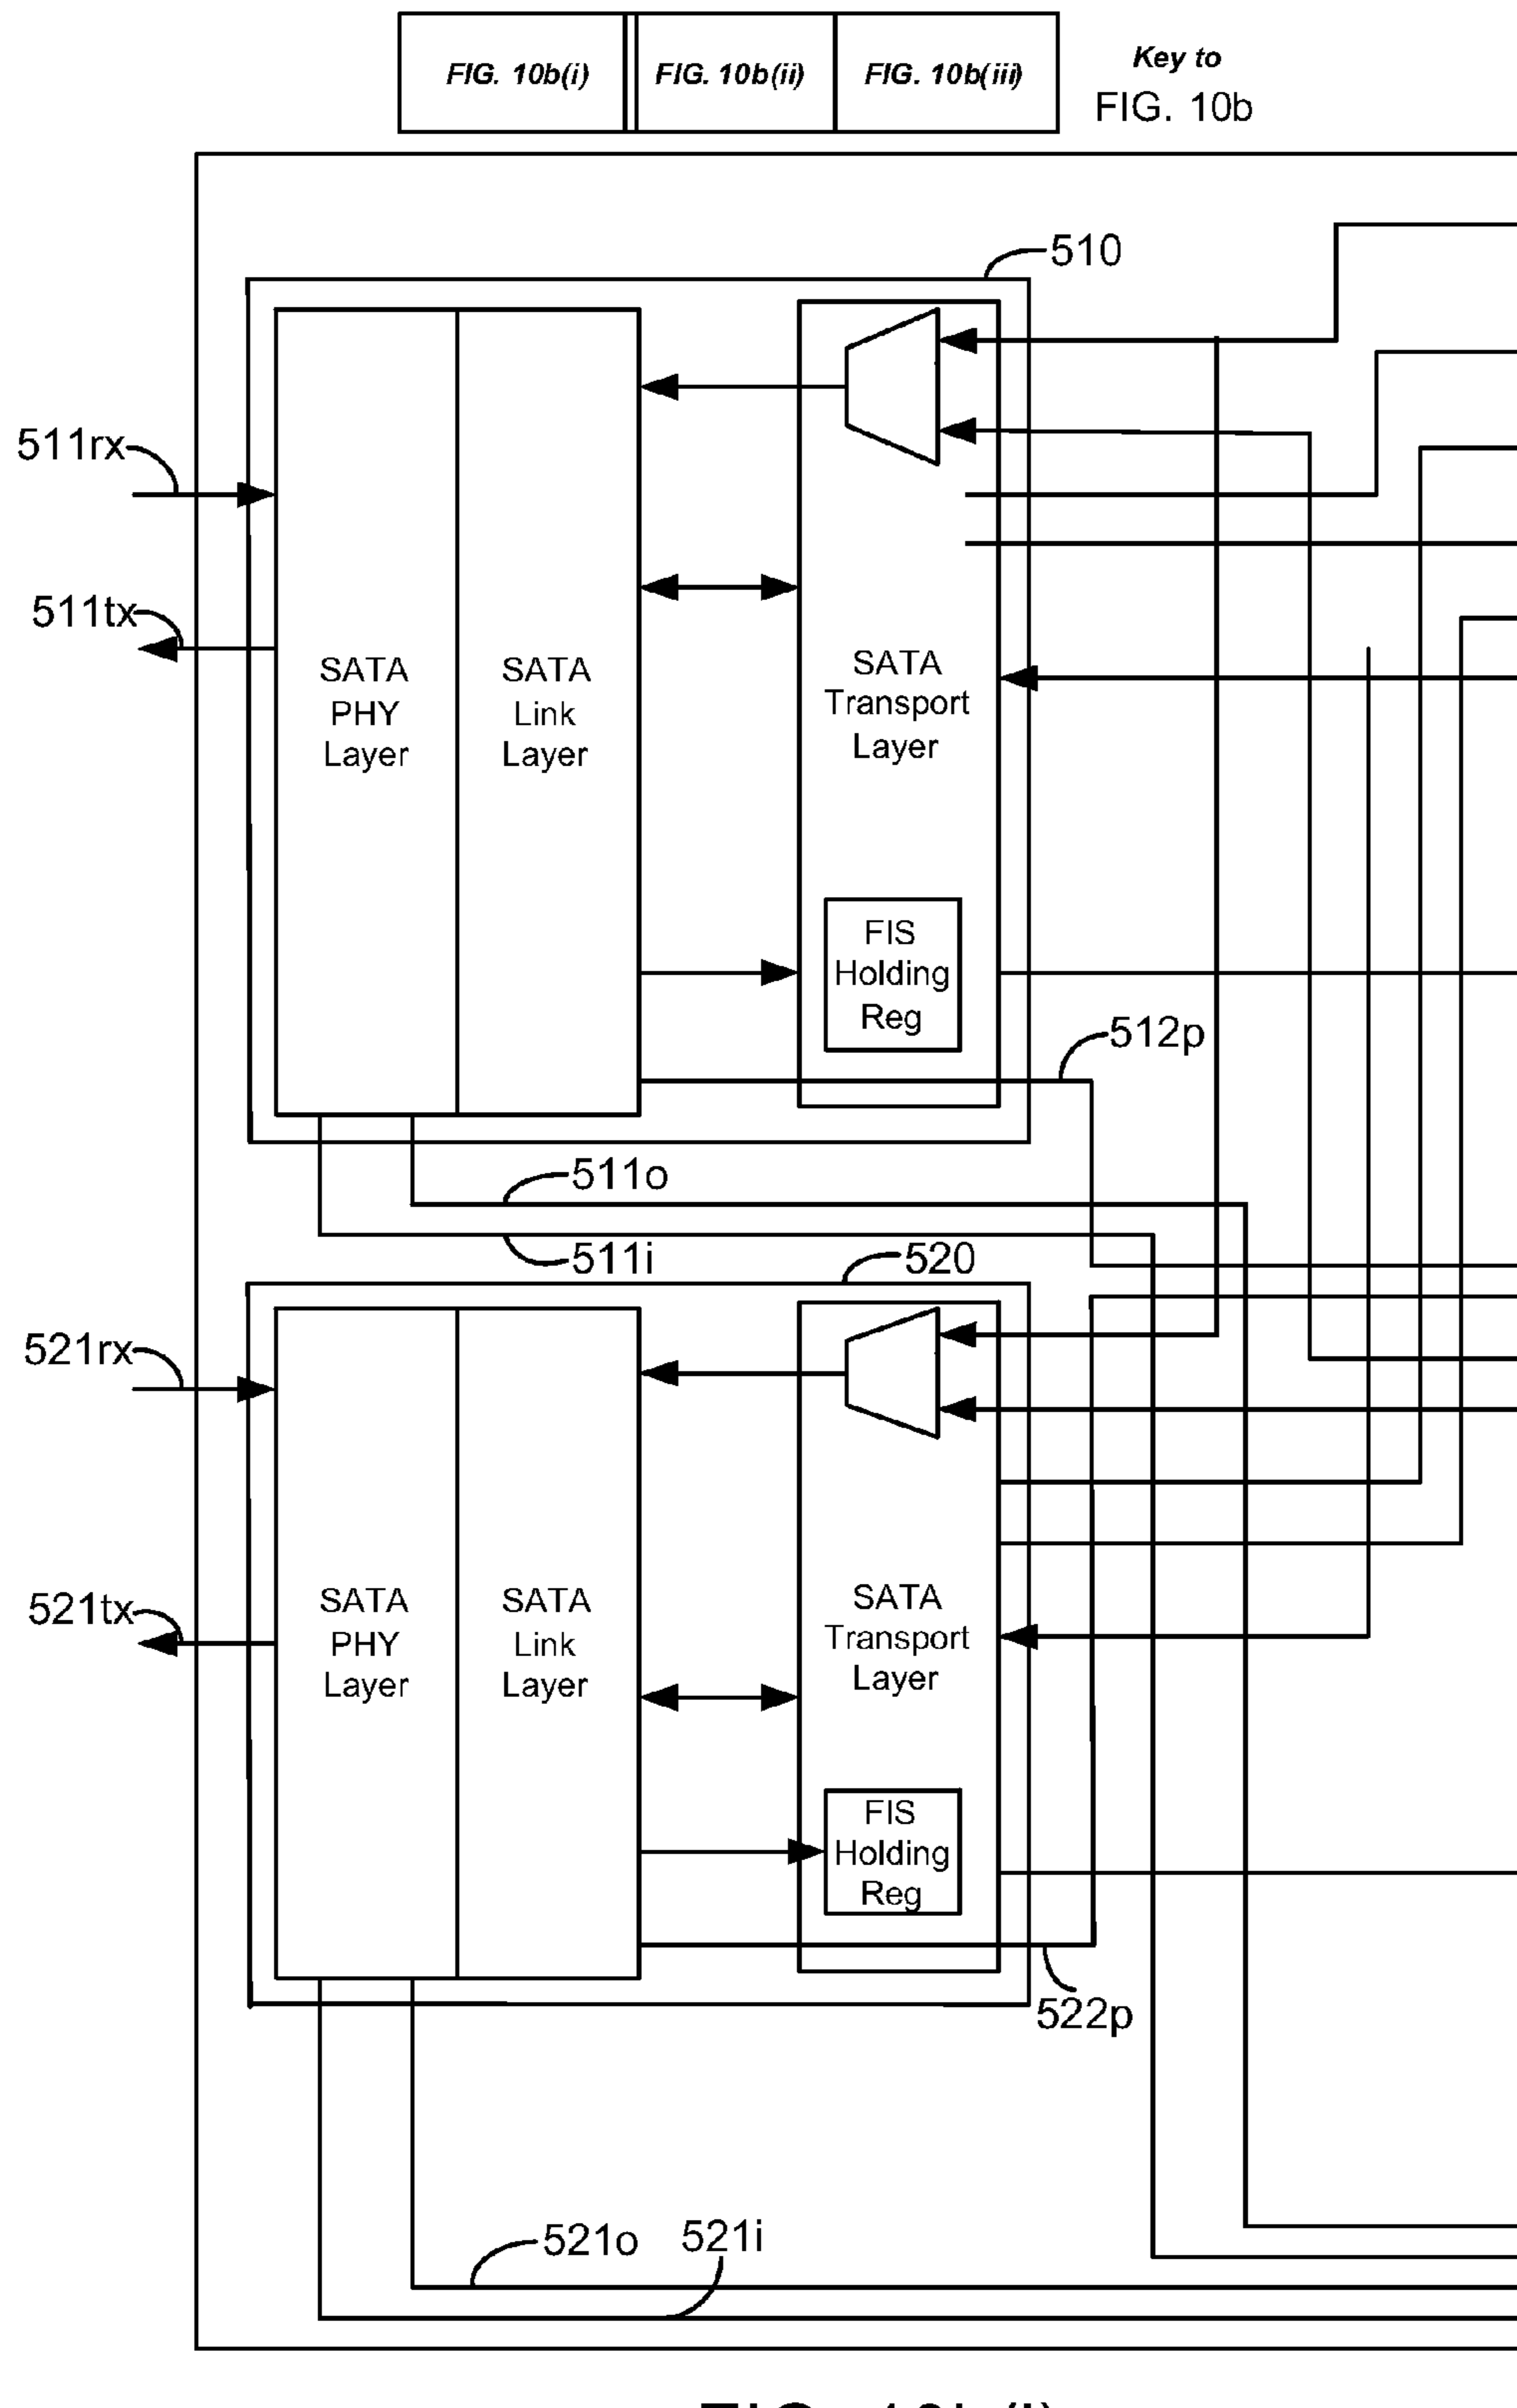 FIG. 10b(i)
FIG. 10b(ii)
FIG. 10b(iii)
Key to
FIG. 10b
510
511rx
511tx
SATA
PHY
Layer
SATA
Link
Layer
SATA
Transport
Layer
FIS
Holding
Reg
512p
511o
511i
520
521rx
521tx
SATA
PHY
Layer
SATA
Link
Layer
SATA
Transport
Layer
FIS
Holding
Reg
522p
521o
521i